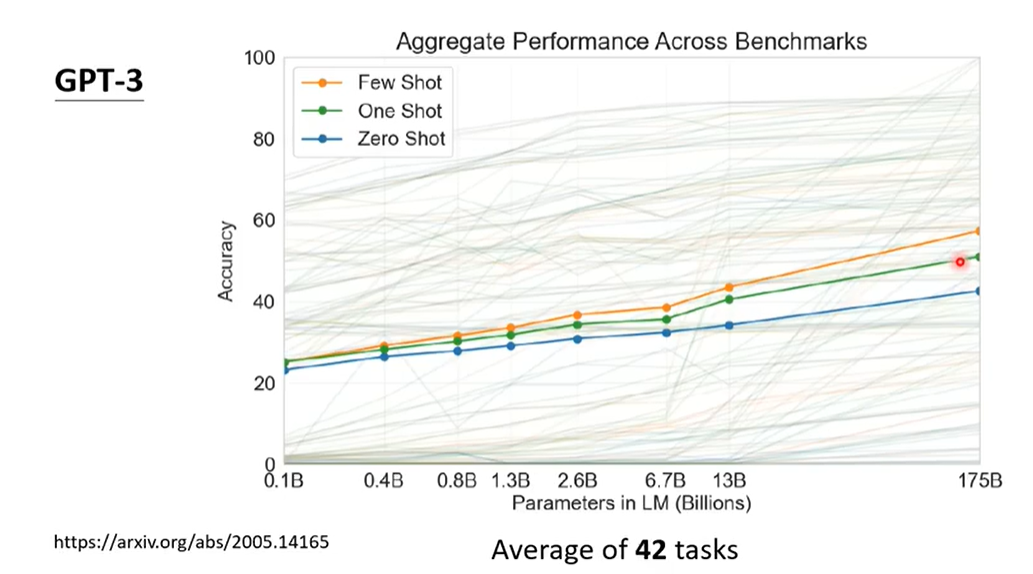 GPT-3
Aggregate Performance Across Benchmarks
100
80
60
40
20
0
Accuracy
Few Shot
One Shot
Zero Shot
0.1B 0.4B 0.8B 1.3B 2.6B 6.7B 13B 175B
Parameters in LM (Billions)
https://arxiv.org/abs/2005.14165
Average of 42 tasks